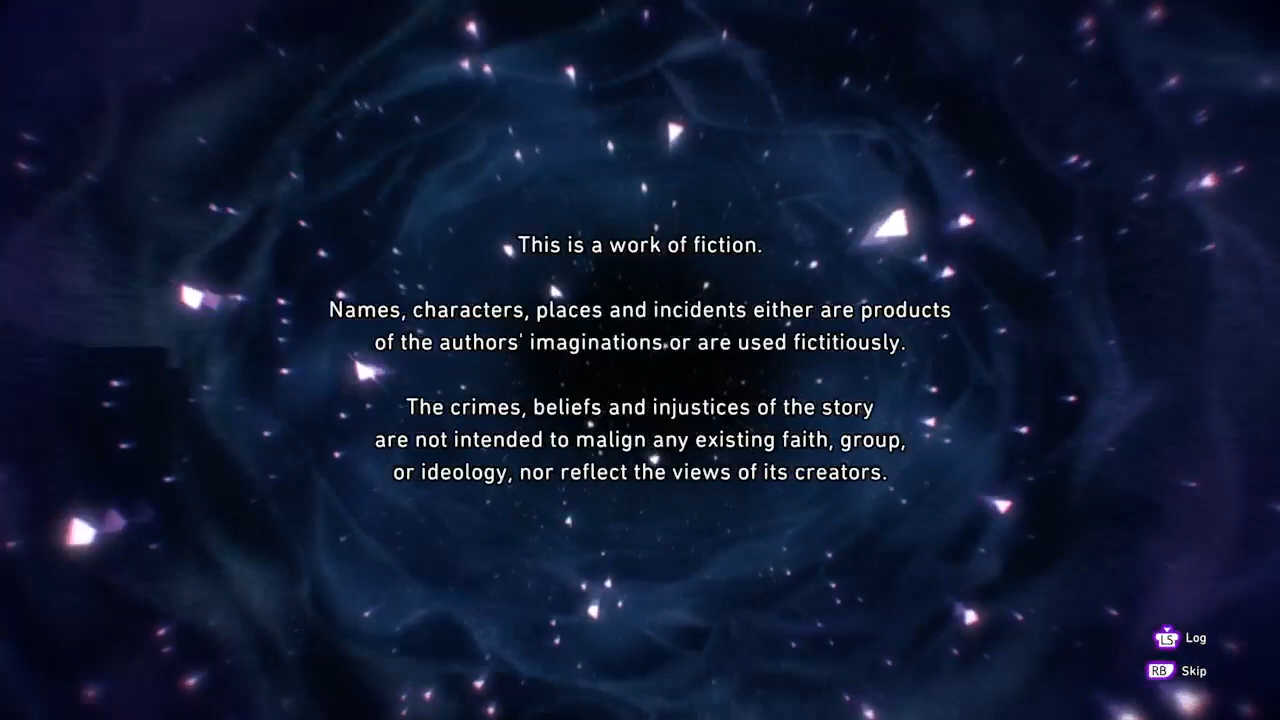 This is a work of fiction.
Names, characters, places and incidents either are products
of the authors' imaginations or are used fictitiously.
The crimes, beliefs and injustices of the story
are not intended to malign any existing faith, group,
or ideology, nor reflect the views of its creators.
LS Log
RB Skip